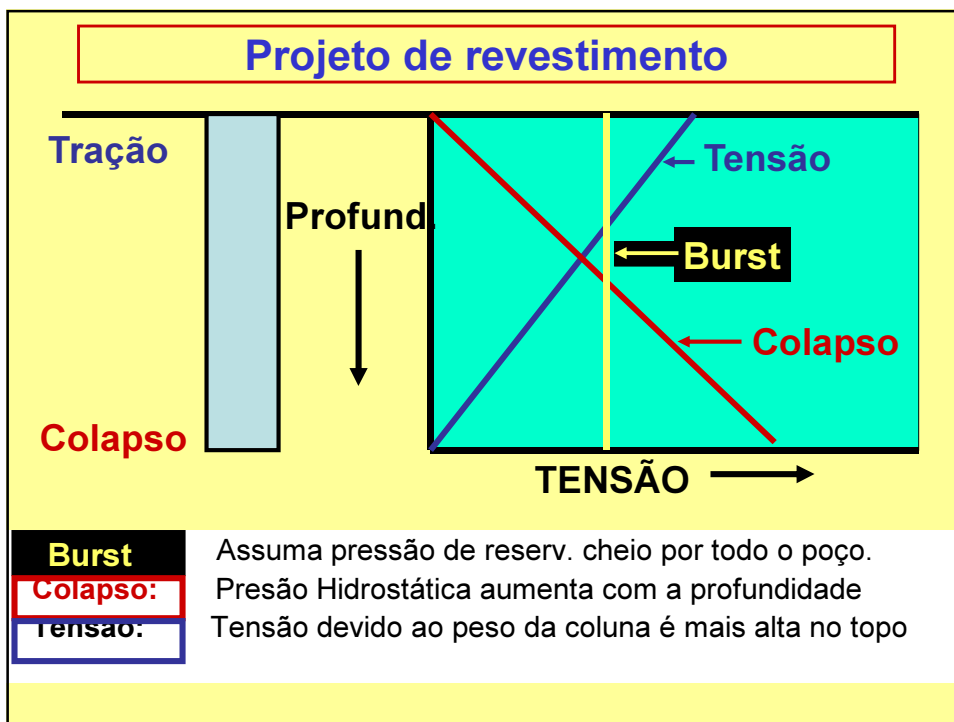 Projeto de revestimento
Tração
Tensão
Profund.
Burst
Colapso
Colapso
TENSÃO
Burst Assuma pressão de reserv. cheio por todo o poço.
Colapso: Presão Hidrostática aumenta com a profundidade
Tensão: Tensão devido ao peso da coluna é mais alta no topo